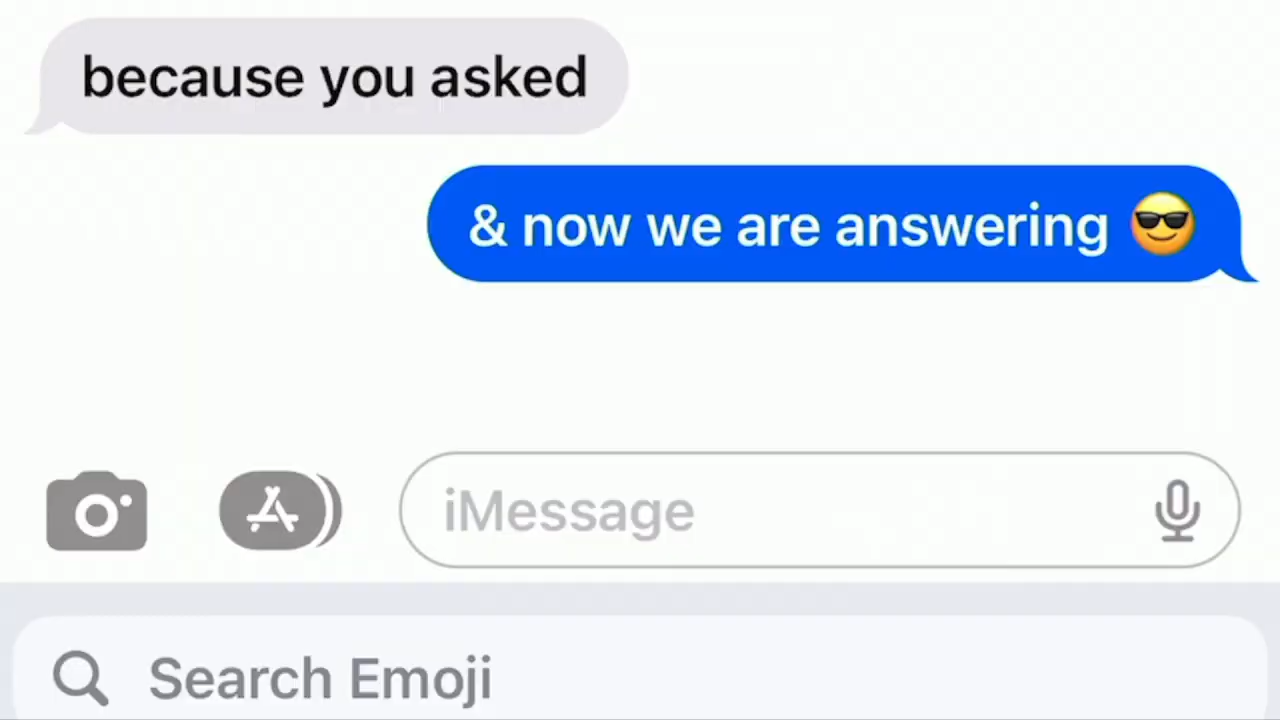 because you asked
& now we are answering 😎
iMessage
Search Emoji